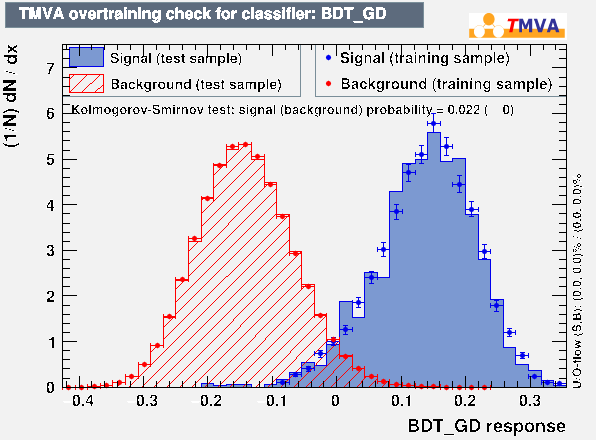 TMVA overtraining check for classifier: BDT_GD
TMVA
(1/N) dN / dx
Signal (test sample)
Background (test sample)
Signal (training sample)
Background (training sample)
Kolmogorov-Smirnov test: signal (background) probability = 0.022 ( 0)
7
6
5
4
3
2
1
0
-0.4 -0.3 -0.2 -0.1 0 0.1 0.2 0.3
BDT_GD response
U/O-flow (S,B): (0.0, 0.0)% / (0.0, 0.0)%